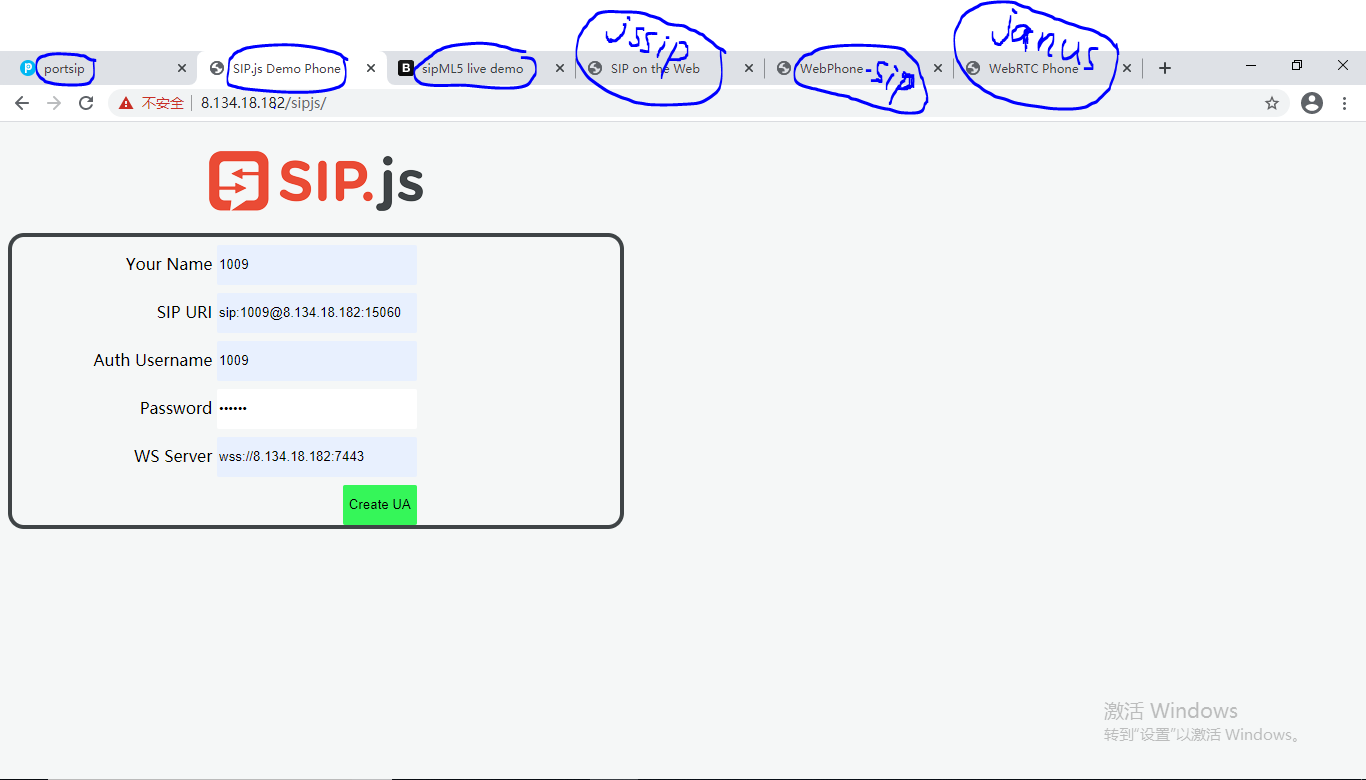 jssip
janus
portsip
SIP.js Demo Phone
sipML5 live demo
SIP on the Web
WebPhone -sip
WebRTC Phone
不安全 8.134.18.182/sipjs/
SIP.js
Your Name 1009
SIP URI sip:1009@8.134.18.182:15060
Auth Username 1009
Password ••••••
WS Server wss://8.134.18.182:7443
Create UA
激活 Windows
转到"设置"以激活 Windows。